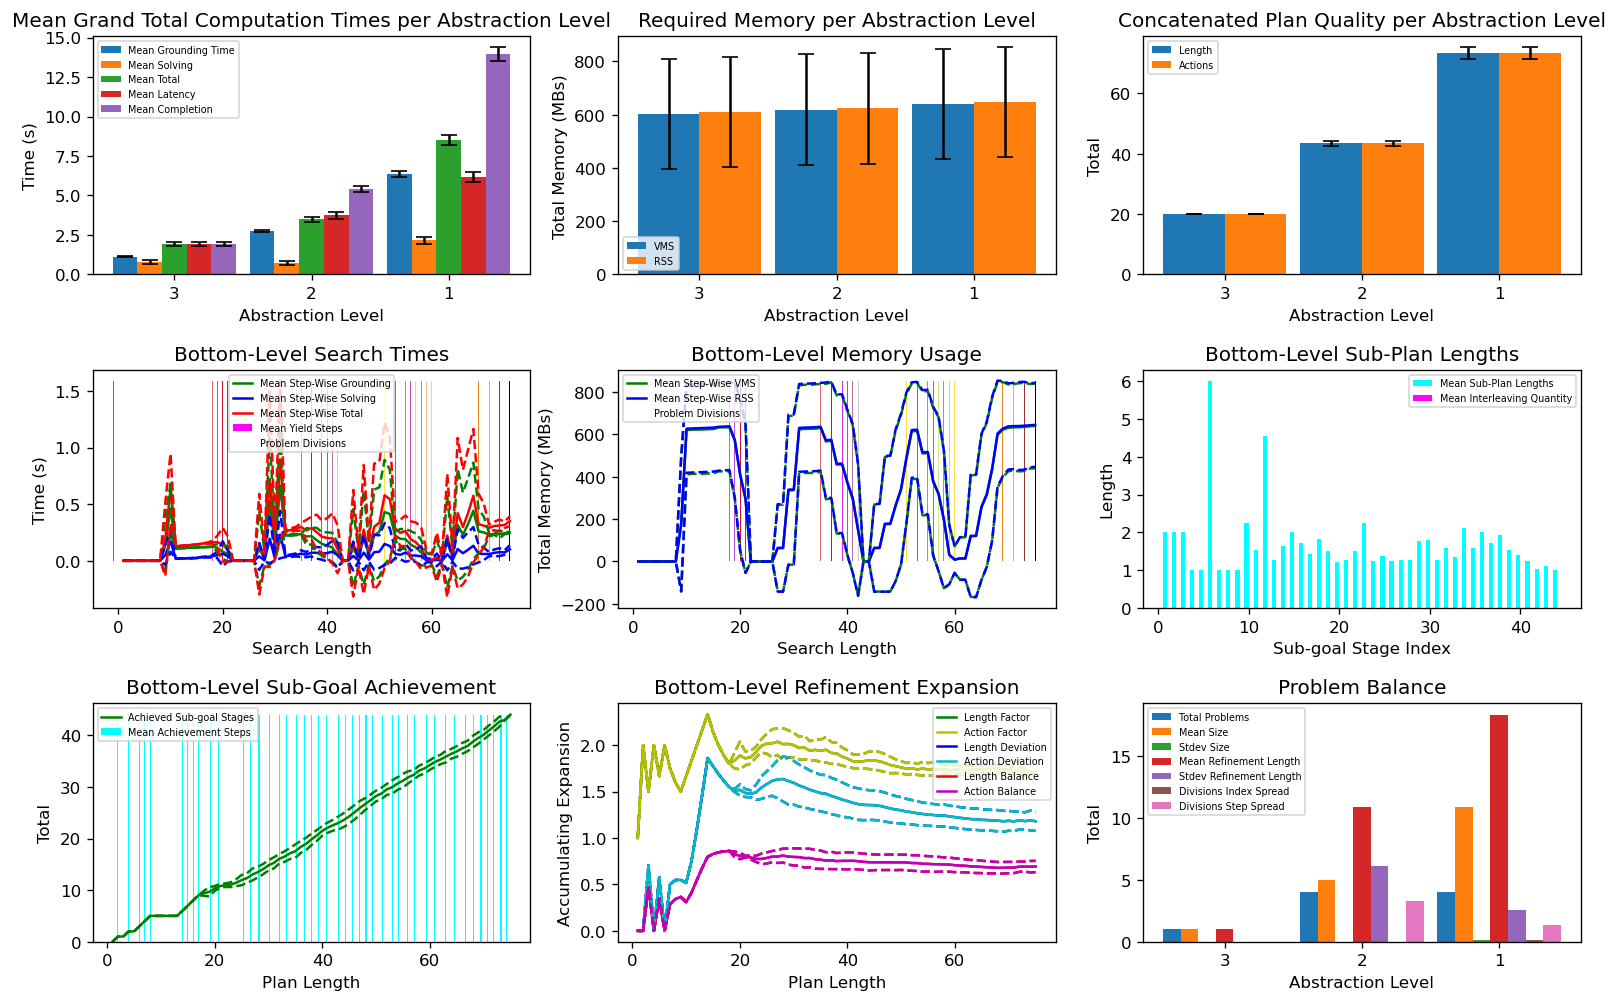 Mean Grand Total Computation Times per Abstraction Level
Time (s)
15.0
12.5
10.0
7.5
5.0
2.5
0.0
Mean Grounding Time
Mean Solving
Mean Total
Mean Latency
Mean Completion
3 2 1
Abstraction Level
Required Memory per Abstraction Level
Total Memory (MBs)
800
600
400
200
0
VMS
RSS
3 2 1
Abstraction Level
Concatenated Plan Quality per Abstraction Level
Total
60
40
20
0
Length
Actions
3 2 1
Abstraction Level
Bottom-Level Search Times
Time (s)
1.5
1.0
0.5
0.0
Mean Step-Wise Grounding
Mean Step-Wise Solving
Mean Step-Wise Total
Mean Yield Steps
Problem Divisions
0 20 40 60
Search Length
Bottom-Level Memory Usage
Total Memory (MBs)
800
600
400
200
0
−200
Mean Step-Wise VMS
Mean Step-Wise RSS
Problem Divisions
0 20 40 60
Search Length
Bottom-Level Sub-Plan Lengths
Length
6
5
4
3
2
1
0
Mean Sub-Plan Lengths
Mean Interleaving Quantity
0 10 20 30 40
Sub-goal Stage Index
Bottom-Level Sub-Goal Achievement
Total
40
30
20
10
0
Achieved Sub-goal Stages
Mean Achievement Steps
0 20 40 60
Plan Length
Bottom-Level Refinement Expansion
Accumulating Expansion
2.0
1.5
1.0
0.5
0.0
Length Factor
Action Factor
Length Deviation
Action Deviation
Length Balance
Action Balance
0 20 40 60
Plan Length
Problem Balance
Total
15
10
5
0
Total Problems
Mean Size
Stdev Size
Mean Refinement Length
Stdev Refinement Length
Divisions Index Spread
Divisions Step Spread
3 2 1
Abstraction Level